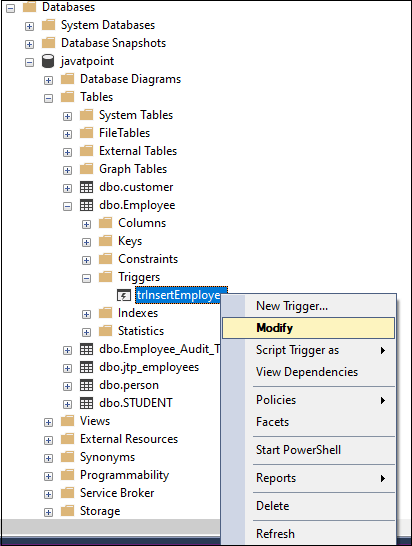 Databases
System Databases
Database Snapshots
javatpoint
Database Diagrams
Tables
System Tables
FileTables
External Tables
Graph Tables
dbo.customer
dbo.Employee
Columns
Keys
Constraints
Triggers
trInsertEmploye
Indexes
Statistics
dbo.Employee_Audit_T
dbo.jtp_employees
dbo.person
dbo.STUDENT
Views
External Resources
Synonyms
Programmability
Service Broker
Storage
New Trigger...
Modify
Script Trigger as
View Dependencies
Policies
Facets
Start PowerShell
Reports
Delete
Refresh